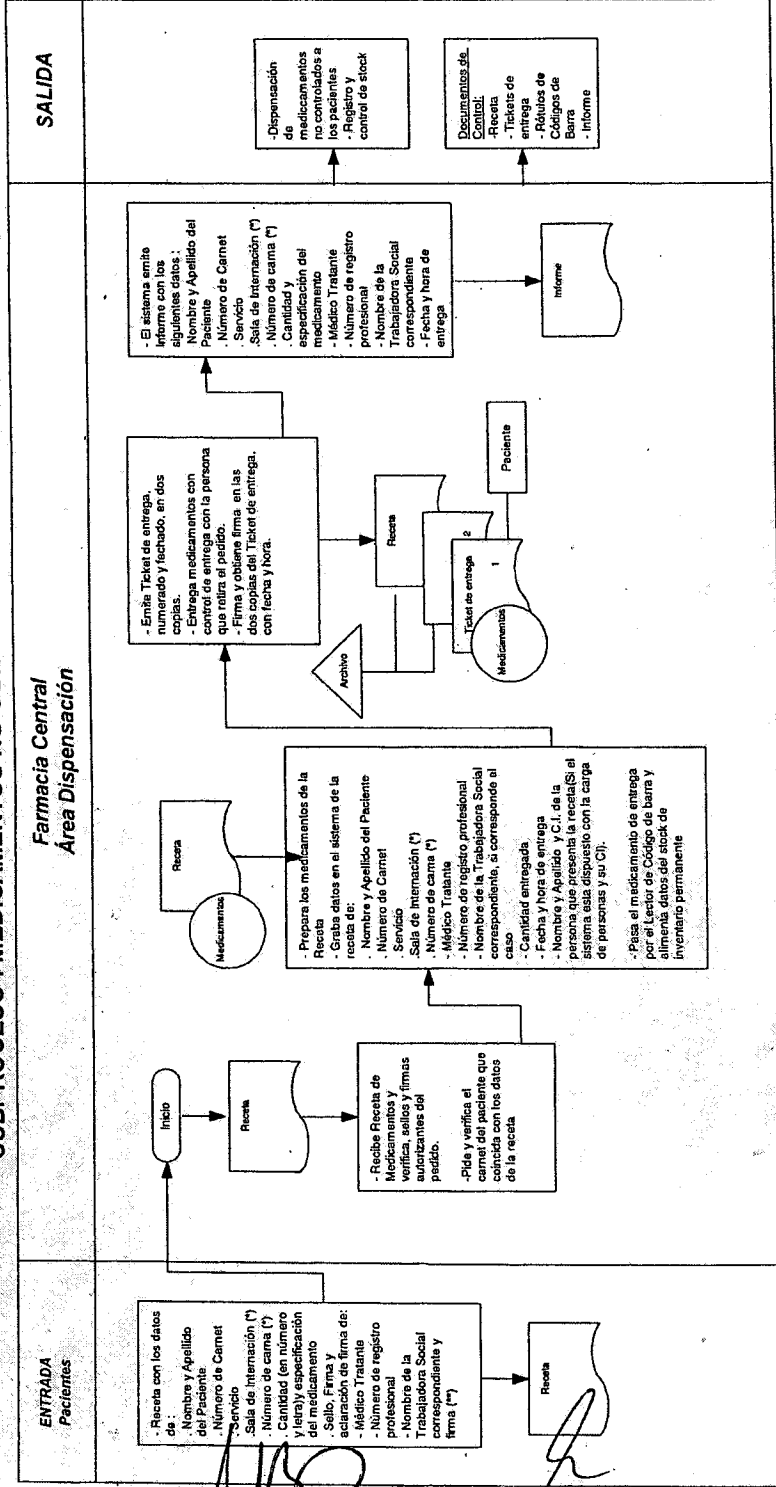 ENTRADA
Pacientes
Farmacia Central
Área Dispensación
SALIDA
- Receta con los datos
de :
. Nombre y Apellido
del Paciente
. Número de Carnet
. Servicio
.Sala de Internación (*)
. Número de cama (*)
. Cantidad (en número
y letra)y especificación
del medicamento
. Sello, Firma y
aclaración de firma de:
- Médico Tratante
- Número de registro
profesional
- Nombre de la
Trabajadora Social
correspondiente y
firma (**)
Receta
Inicio
Receta
- Recibe Receta de
Medicamentos y
verifica, sellos y firmas
autorizantes del
pedido.
-Pide y verifica el
carnet del paciente que
coincida con los datos
de la receta
Receta
Medicamentos
- Prepara los medicamentos de la
Receta
- Graba datos en el sistema de la
receta de:
. Nombre y Apellido del Paciente
. Número de Carnet
. Servicio
.Sala de Internación (*)
. Número de cama (*)
- Médico Tratante
- Número de registro profesional
- Nombre de la Trabajadora Social
correspondiente, si corresponde al
caso
- Cantidad entregada
- Fecha y hora de entrega
- Nombre y Apellido y C.I. de la
persona que presenta la receta(Si el
sistema esta dispuesto con la carga
de personas y su CI).
- Pasa el medicamento de entrega
por el Lector de Código de barra y
alimenta datos del stock de
inventario permanente
- Emite Ticket de entrega,
numerado y fechado, en dos
copias.
- Entrega medicamentos con
control de entrega con la persona
que retira el pedido.
- Firma y obtiene firma en las
dos copias del Ticket de entrega,
con fecha y hora.
Archivo
Receta
2
Ticket de entrega
1
Medicamentos
Paciente
- El sistema emite
Informe con los
siguientes datos :
. Nombre y Apellido del
Paciente
. Número de Carnet
. Servicio
.Sala de Internación (*)
. Número de cama (*)
. Cantidad y
especificación del
medicamento
- Médico Tratante
- Número de registro
profesional
- Nombre de la
Trabajadora Social
correspondiente
- Fecha y hora de
entrega
Informe
-Dispensación
de
mediccamentos
no controlados a
los pacientes
- Registro y
control de stock
Documentos de
Control:
-Receta
- Tickets de
entrega
- Rótulos de
Códigos de
Barra
- Informe